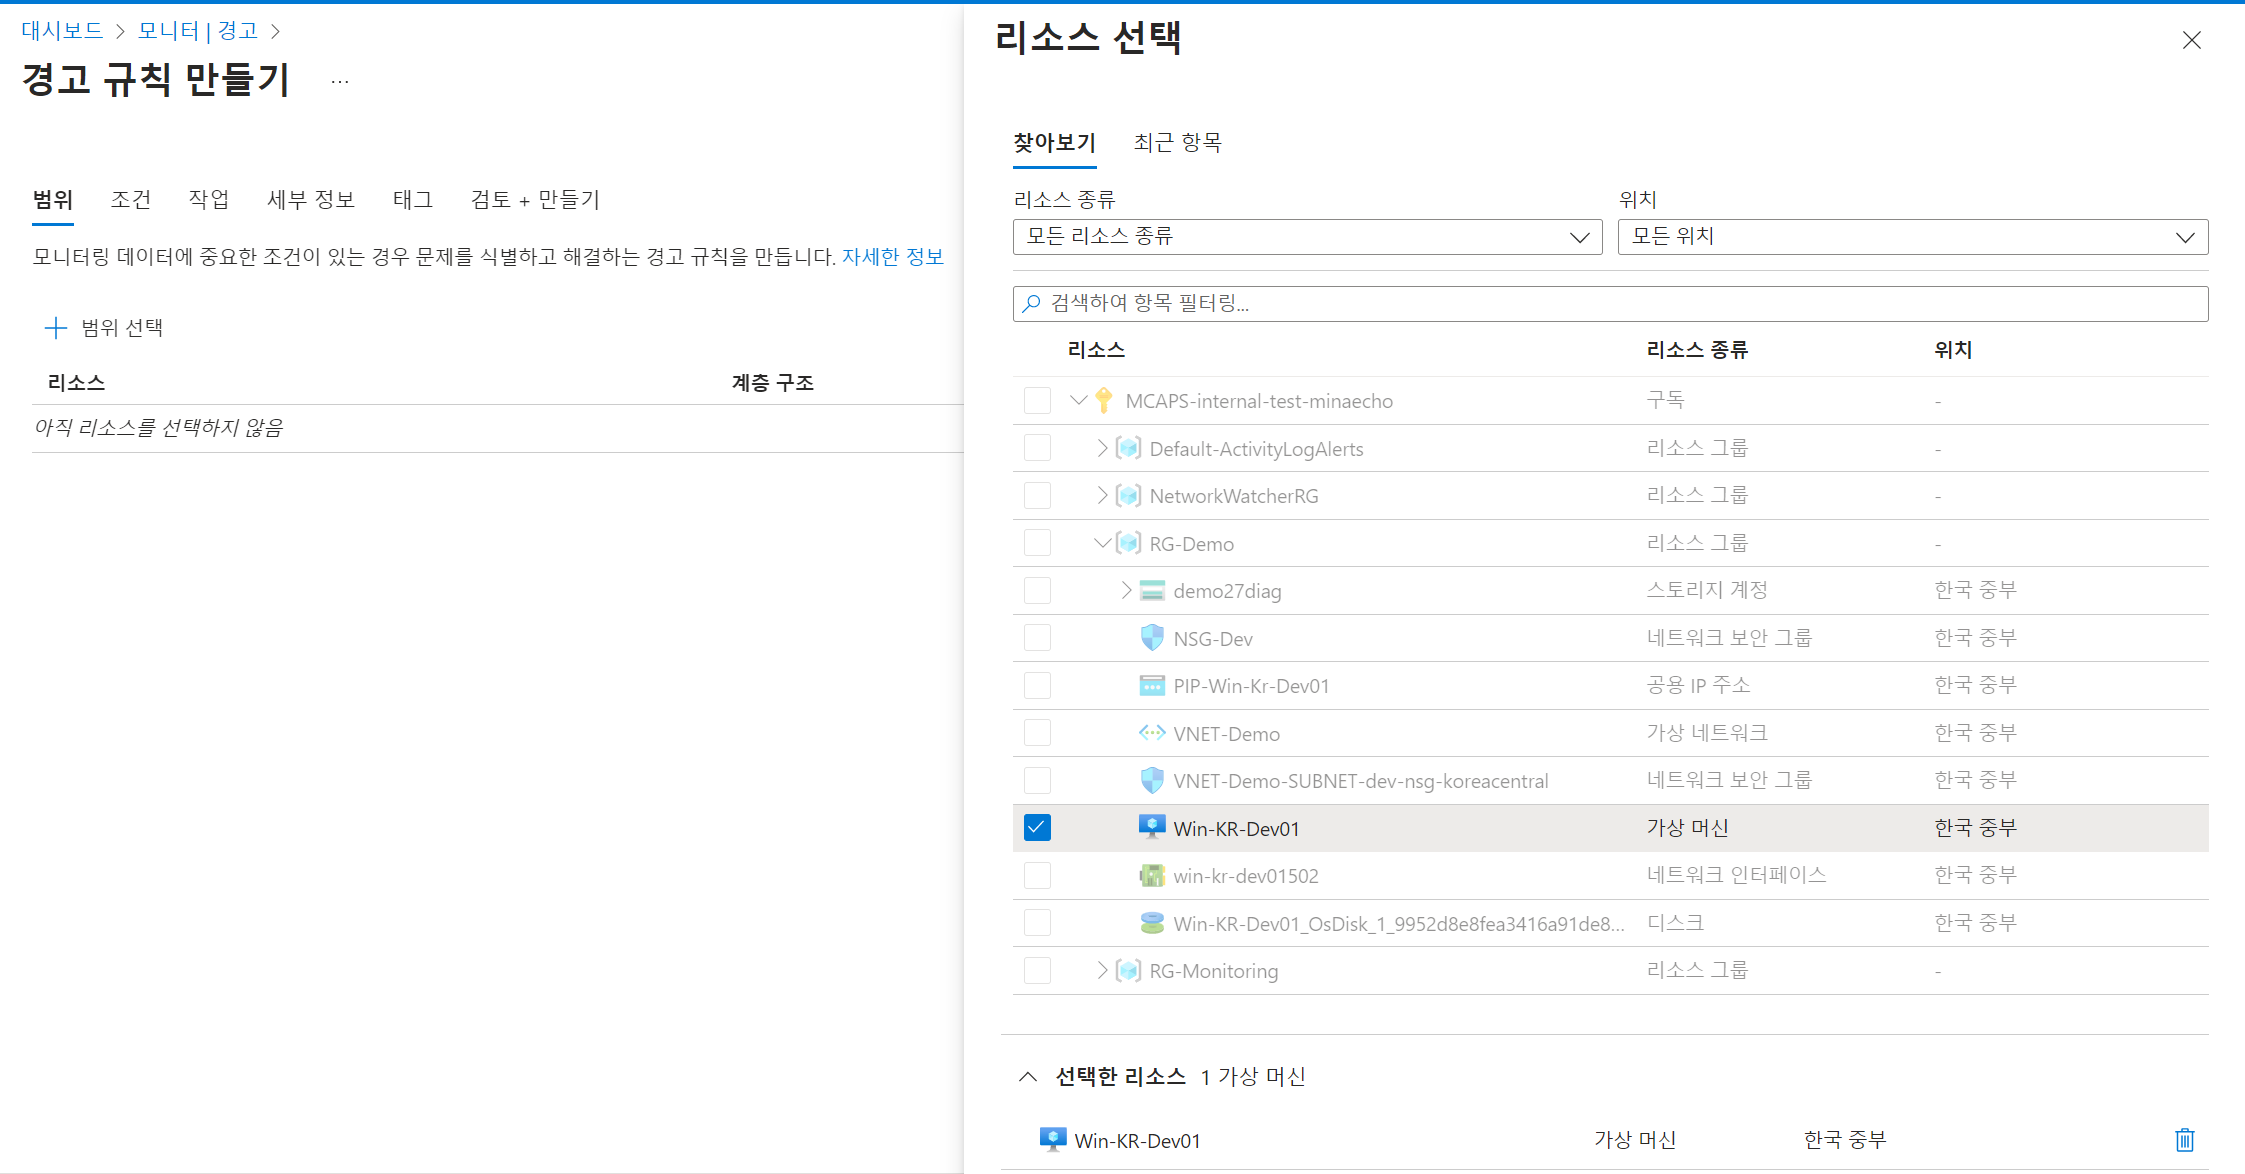 대시보드 > 모니터 | 경고 >
경고 규칙 만들기 ...
범위 조건 작업 세부 정보 태그 검토 + 만들기
모니터링 데이터에 중요한 조건이 있는 경우 문제를 식별하고 해결하는 경고 규칙을 만듭니다. 자세한 정보
+ 범위 선택
리소스 계층 구조
아직 리소스를 선택하지 않음
리소스 선택
찾아보기 최근 항목
리소스 종류 위치
모든 리소스 종류 모든 위치
검색하여 항목 필터링...
리소스 리소스 종류 위치
MCAPS-internal-test-minaecho 구독 -
Default-ActivityLogAlerts 리소스 그룹 -
NetworkWatcherRG 리소스 그룹 -
RG-Demo 리소스 그룹 -
demo27diag 스토리지 계정 한국 중부
NSG-Dev 네트워크 보안 그룹 한국 중부
PIP-Win-Kr-Dev01 공용 IP 주소 한국 중부
VNET-Demo 가상 네트워크 한국 중부
VNET-Demo-SUBNET-dev-nsg-koreacentral 네트워크 보안 그룹 한국 중부
Win-KR-Dev01 가상 머신 한국 중부
win-kr-dev01502 네트워크 인터페이스 한국 중부
Win-KR-Dev01_OsDisk_1_9952d8e8fea3416a91de8... 디스크 한국 중부
RG-Monitoring 리소스 그룹 -
선택한 리소스 1 가상 머신
Win-KR-Dev01 가상 머신 한국 중부